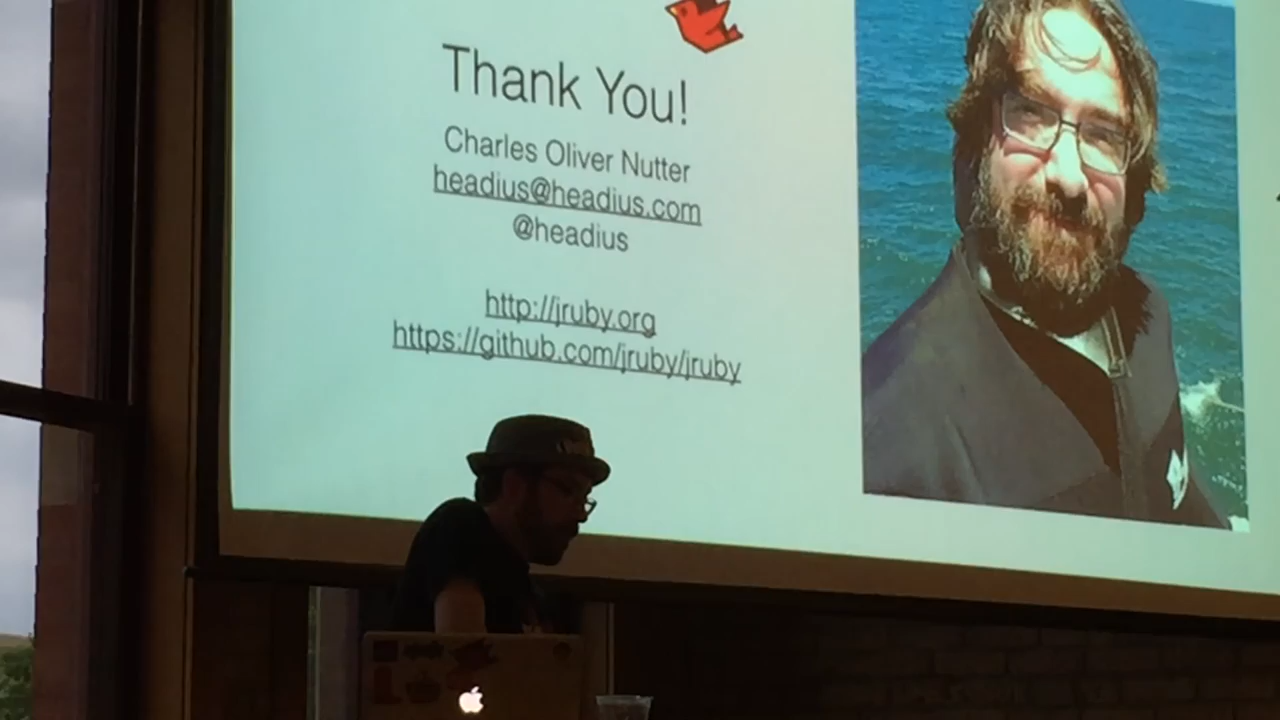 Thank You!
Charles Oliver Nutter
headius@headius.com
@headius
http://jruby.org
https://github.com/jruby/jruby